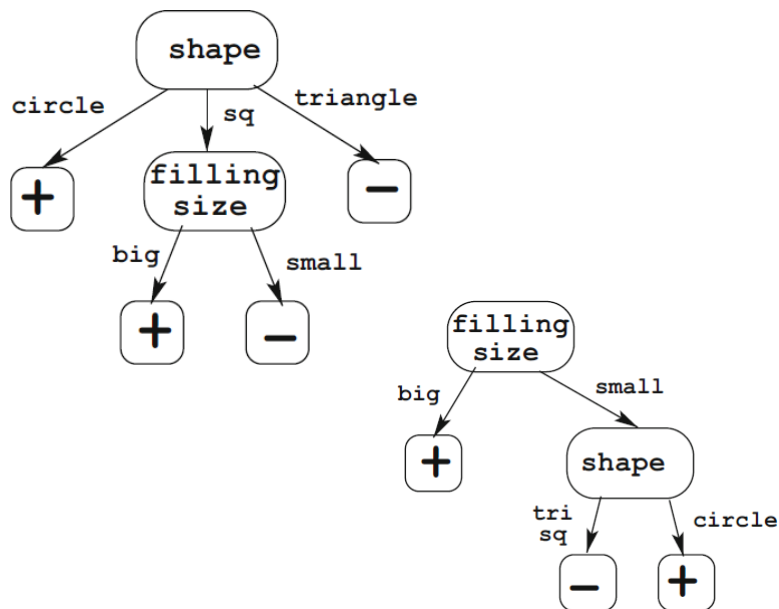 shape
circle
sq
triangle
+
filling
size
−
big
small
+
−
filling
size
big
small
+
shape
tri
sq
circle
−
+